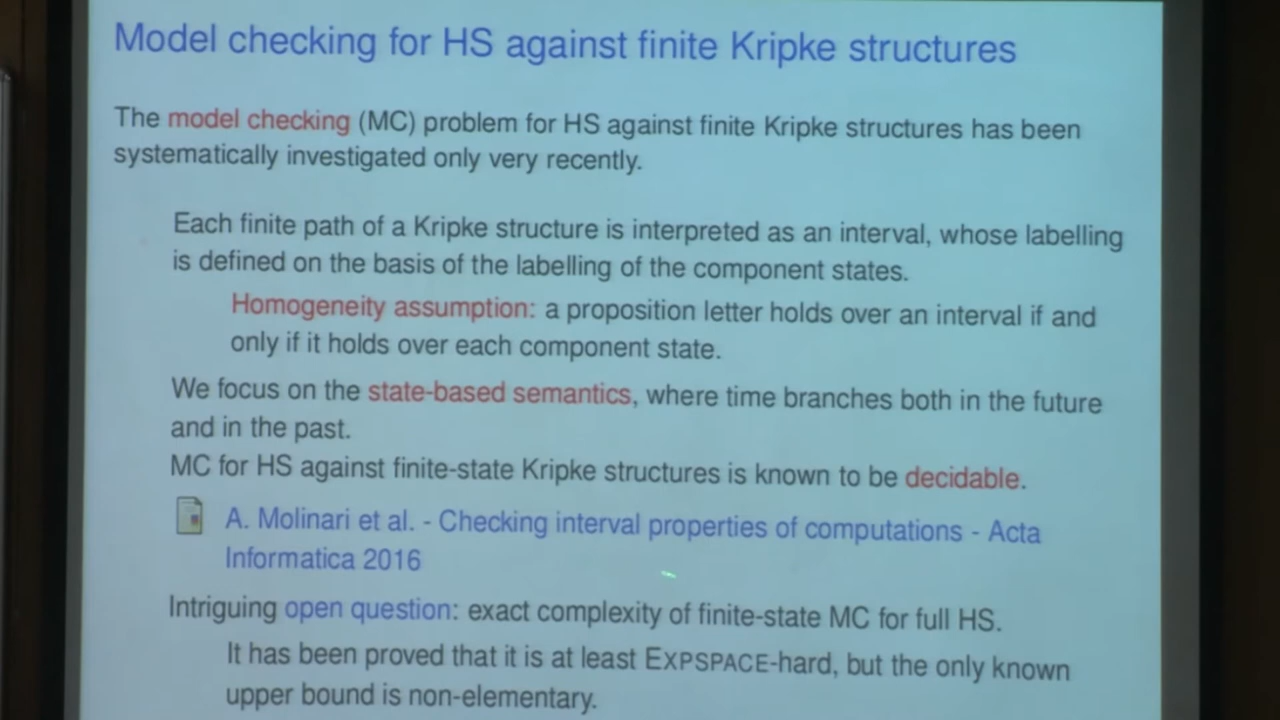 Model checking for HS against finite Kripke structures
The model checking (MC) problem for HS against finite Kripke structures has been
systematically investigated only very recently.
Each finite path of a Kripke structure is interpreted as an interval, whose labelling
is defined on the basis of the labelling of the component states.
Homogeneity assumption: a proposition letter holds over an interval if and
only if it holds over each component state.
We focus on the state-based semantics, where time branches both in the future
and in the past.
MC for HS against finite-state Kripke structures is known to be decidable.
A. Molinari et al. - Checking interval properties of computations - Acta
Informatica 2016
Intriguing open question: exact complexity of finite-state MC for full HS.
It has been proved that it is at least EXPSPACE-hard, but the only known
upper bound is non-elementary.